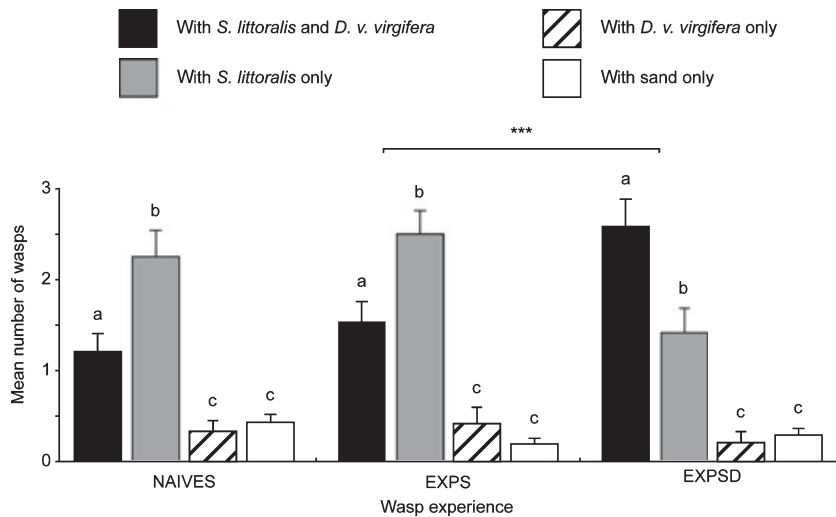 With S. littoralis and D. v. virgifera
With D. v. virgifera only
With S. littoralis only
With sand only
***
3
2
1
0
Mean number of wasps
a
b
c
c
a
b
c
c
a
b
c
c
NAIVES
EXPS
EXPSD
Wasp experience